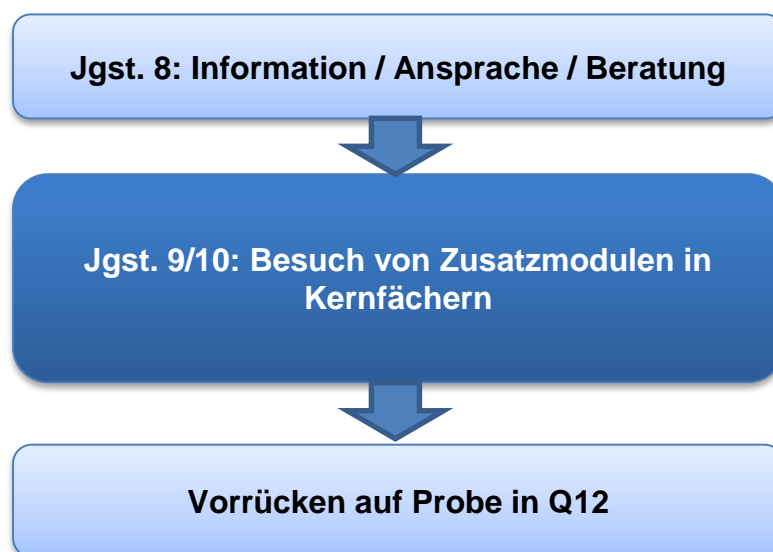 Jgst. 8: Information / Ansprache / Beratung
Jgst. 9/10: Besuch von Zusatzmodulen in
Kernfächern
Vorrücken auf Probe in Q12